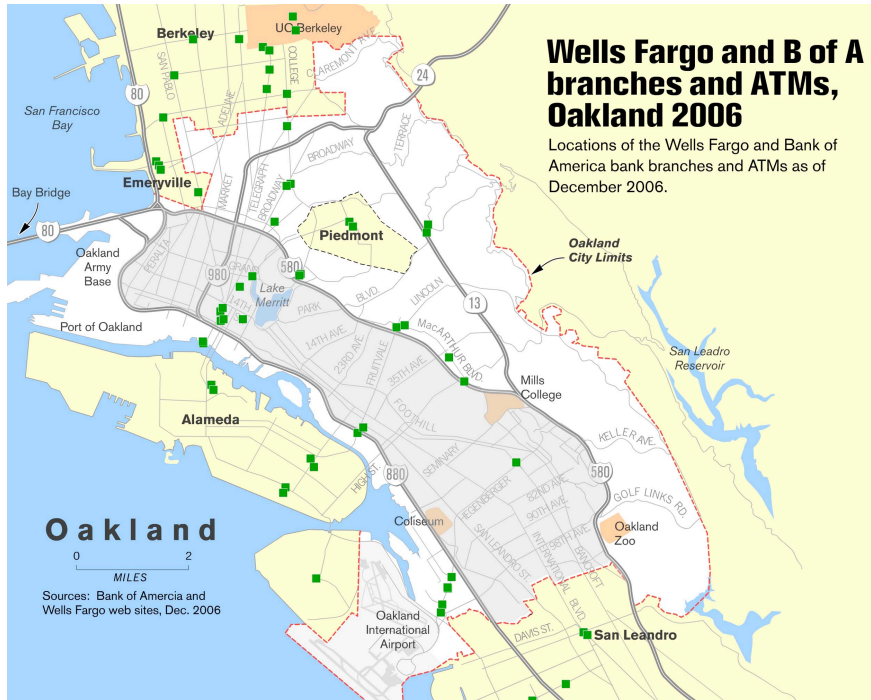 Wells Fargo and B of A
branches and ATMs,
Oakland 2006
Locations of the Wells Fargo and Bank of
America bank branches and ATMs as of
December 2006.
Berkeley
UC Berkeley
SAN PABLO
ADELINE
COLLEGE
CLAREMONT AVE.
24
80
San Francisco
Bay
TERRACE
BROADWAY
Emeryville
MARKET
TELEGRAPH
BROADWAY
Bay Bridge
80
Piedmont
Oakland
City Limits
PERALTA
Oakland
Army
Base
980
580
GRAND
14TH
Lake
Merritt
PARK
BLVD.
LINCOLN
13
Port of Oakland
14TH AVE.
23RD AVE
FRUITVALE
35TH AVE
MacARTHUR BLVD.
San Leadro
Reservoir
Mills
College
Alameda
FOOTHILL
HIGH ST.
880
SEMINARY
KELLER AVE.
580
HEGENBERGER
82ND AVE.
90TH AVE.
98TH AVE.
GOLF LINKS RD.
Coliseum
SAN LEANDRO ST.
INTERNATIONAL
BLVD.
BANCROFT
Oakland
Zoo
Oakland
0
2
MILES
Sources: Bank of Amercia and
Wells Fargo web sites, Dec. 2006
Oakland
International
Airport
DAVIS ST.
San Leandro